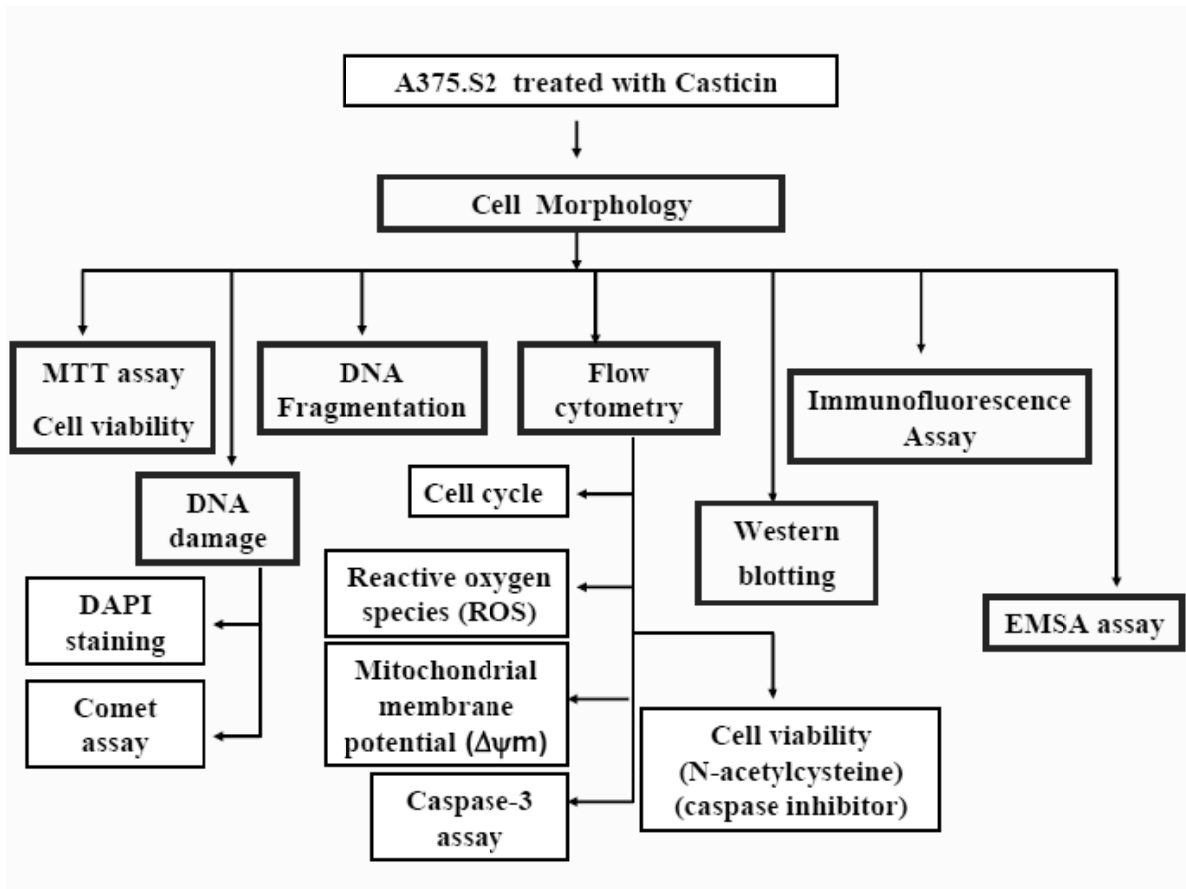 A375.S2 treated with Casticin
Cell Morphology
MTT assay
Cell viability
DNA
Fragmentation
Flow
cytometry
Immunofluorescence
Assay
DNA
damage
Cell cycle
Western
blotting
Reactive oxygen
species (ROS)
DAPI
staining
EMSA assay
Mitochondrial
membrane
potential (Δψm)
Comet
assay
Cell viability
(N-acetylcysteine)
(caspase inhibitor)
Caspase-3
assay